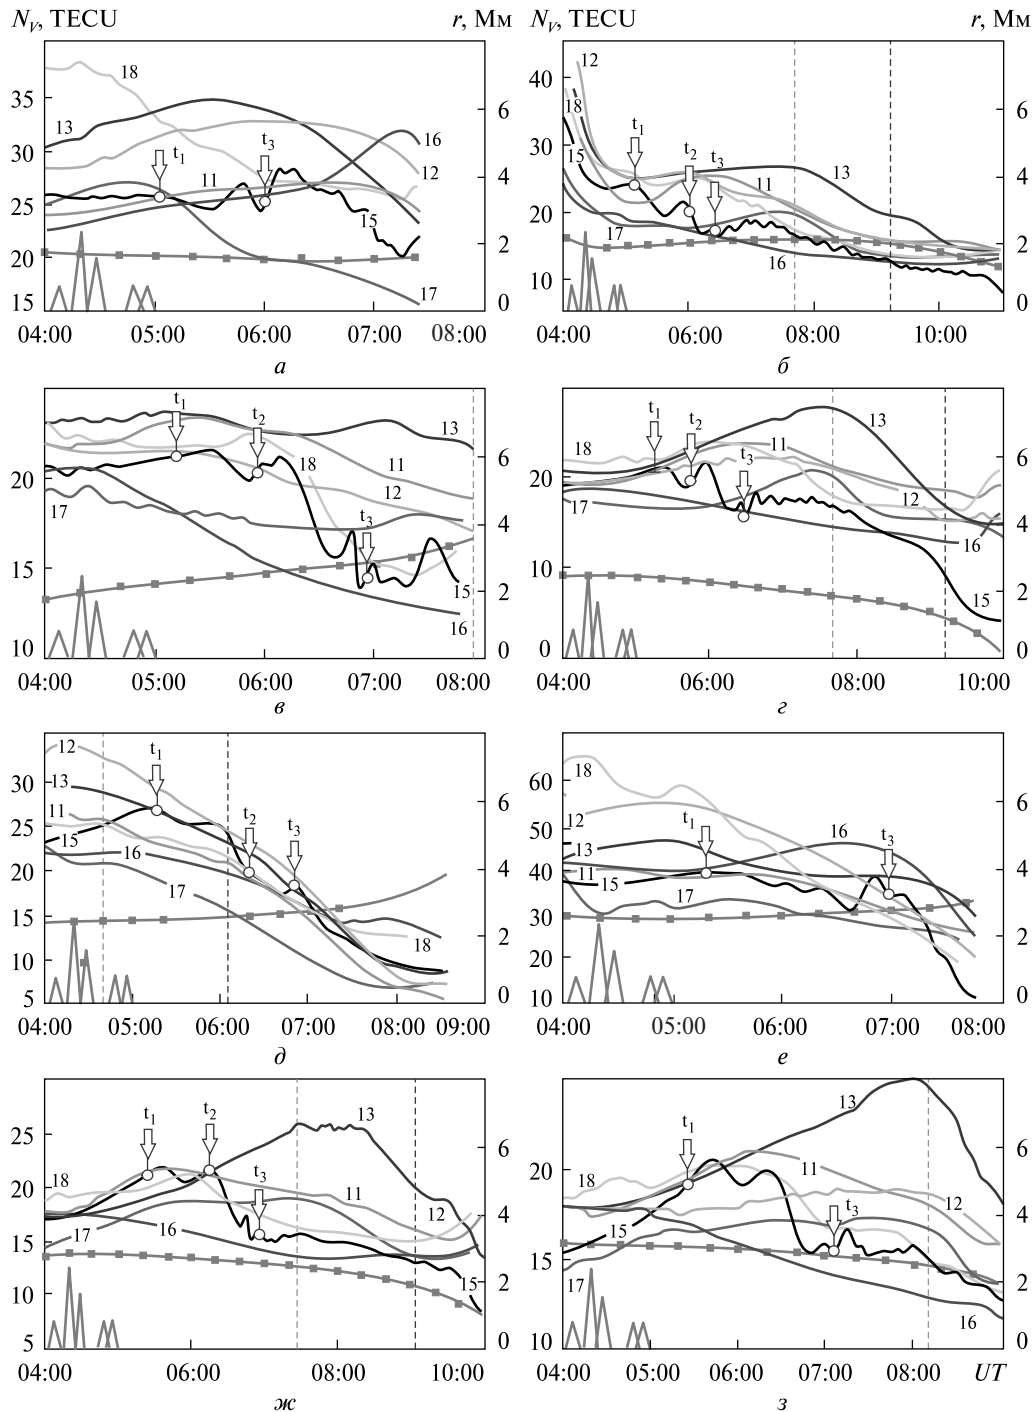 N_V, TECU r, Мм N_V, TECU r, Мм
35 30 25 20 15
18 13 t₁ 11 t₃ 16 12 15 17
6 4 2 0
04:00 05:00 06:00 07:00 08:00
а
40 30 20 10
12 18 15 17 t₁ t₂ t₃ 11 13 16
6 4 2 0
04:00 06:00 08:00 10:00
б
20 15 10
17 t₁ t₂ 18 t₃ 13 11 12 15 16
6 4 2 0
04:00 05:00 06:00 07:00 08:00
в
20 10 0
18 17 t₁ t₂ t₃ 11 13 12 16 15
6 4 2 0
04:00 06:00 08:00 10:00
г
30 25 20 15 10 5
12 13 11 15 t₁ 16 17 t₂ t₃ 18
6 4 2 0
04:00 05:00 06:00 07:00 08:00 09:00
д
60 50 40 30 20 10
18 12 13 11 15 17 t₁ 16 t₃
6 4 2 0
04:00 05:00 06:00 07:00 08:00
е
25 20 15 10 5
18 17 t₁ t₂ 16 t₃ 13 11 12 15
6 4 2 0
04:00 06:00 08:00 10:00
ж
20 15 10
18 15 17 t₁ 13 11 t₃ 12 16
6 4 2 0
04:00 05:00 06:00 07:00 08:00 UT
з